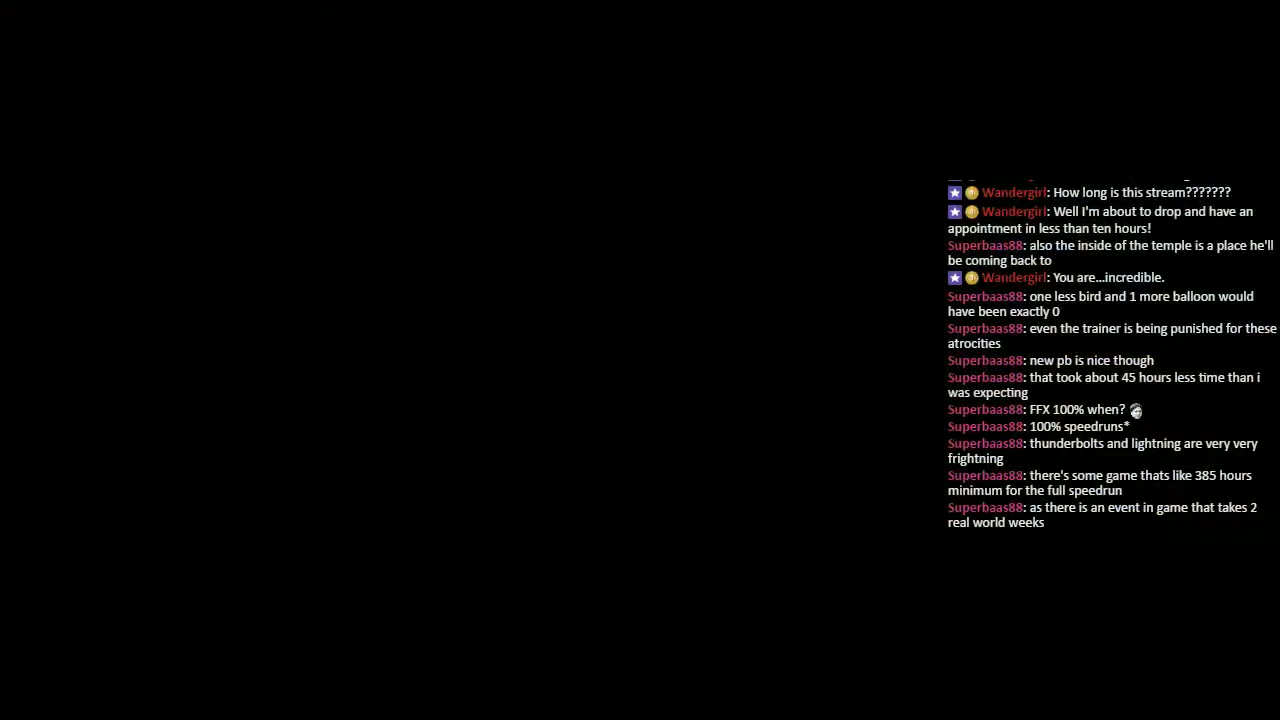 Wandergirl: How long is this stream???????
Wandergirl: Well I'm about to drop and have an
appointment in less than ten hours!
Superbaas88: also the inside of the temple is a place he'll
be coming back to
Wandergirl: You are...incredible.
Superbaas88: one less bird and 1 more balloon would
have been exactly 0
Superbaas88: even the trainer is being punished for these
atrocities
Superbaas88: new pb is nice though
Superbaas88: that took about 45 hours less time than i
was expecting
Superbaas88: FFX 100% when?
Superbaas88: 100% speedruns*
Superbaas88: thunderbolts and lightning are very very
frightning
Superbaas88: there's some game thats like 385 hours
minimum for the full speedrun
Superbaas88: as there is an event in game that takes 2
real world weeks